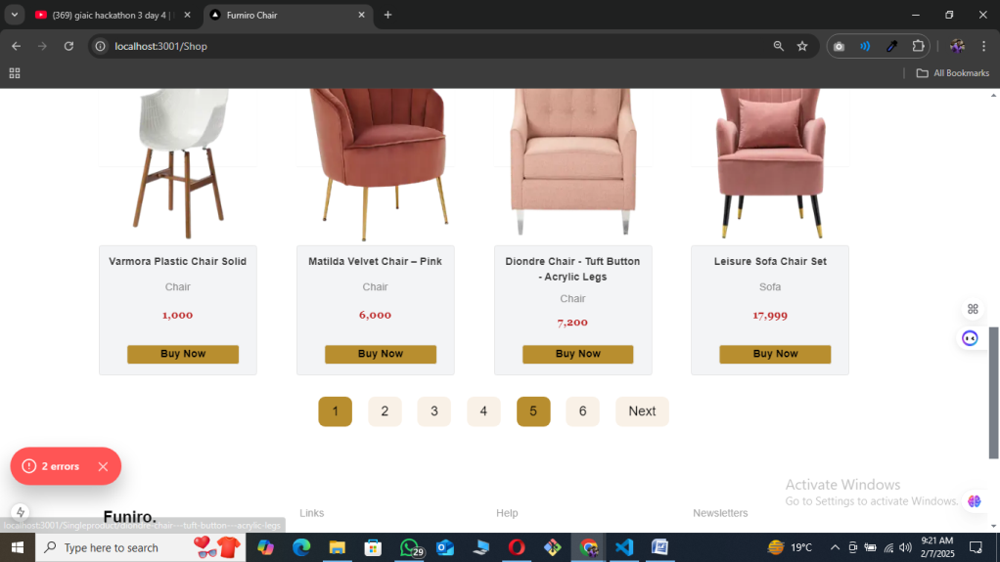 (369) giaic hackathon 3 day 4 |
Furniro Chair
localhost:3001/Shop
All Bookmarks
Varmora Plastic Chair Solid
Chair
1,000
Buy Now
Matilda Velvet Chair – Pink
Chair
6,000
Buy Now
Diondre Chair - Tuft Button
- Acrylic Legs
Chair
7,200
Buy Now
Leisure Sofa Chair Set
Sofa
17,999
Buy Now
1 2 3 4 5 6 Next
2 errors
Activate Windows
Go to Settings to activate Windows.
Funiro.
Links
Help
Newsletters
localhost:3001/Singleproduct/diondre-chair---tuft-button---acrylic-legs
Type here to search
29
19°C
9:21 AM
2/7/2025